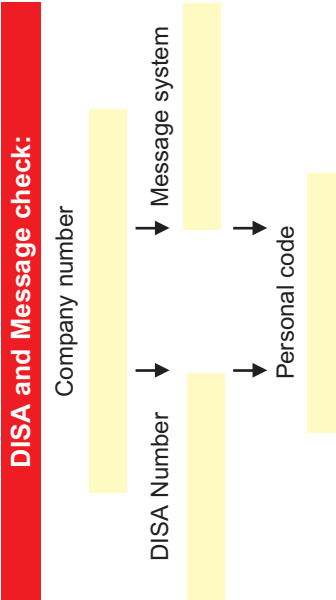 DISA and Message check:
Company number
DISA Number
Message system
Personal code